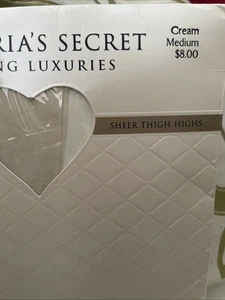 RIA'S SECRET
NG LUXURIES
Cream
Medium
$8.00
SHEER THIGH HIGHS